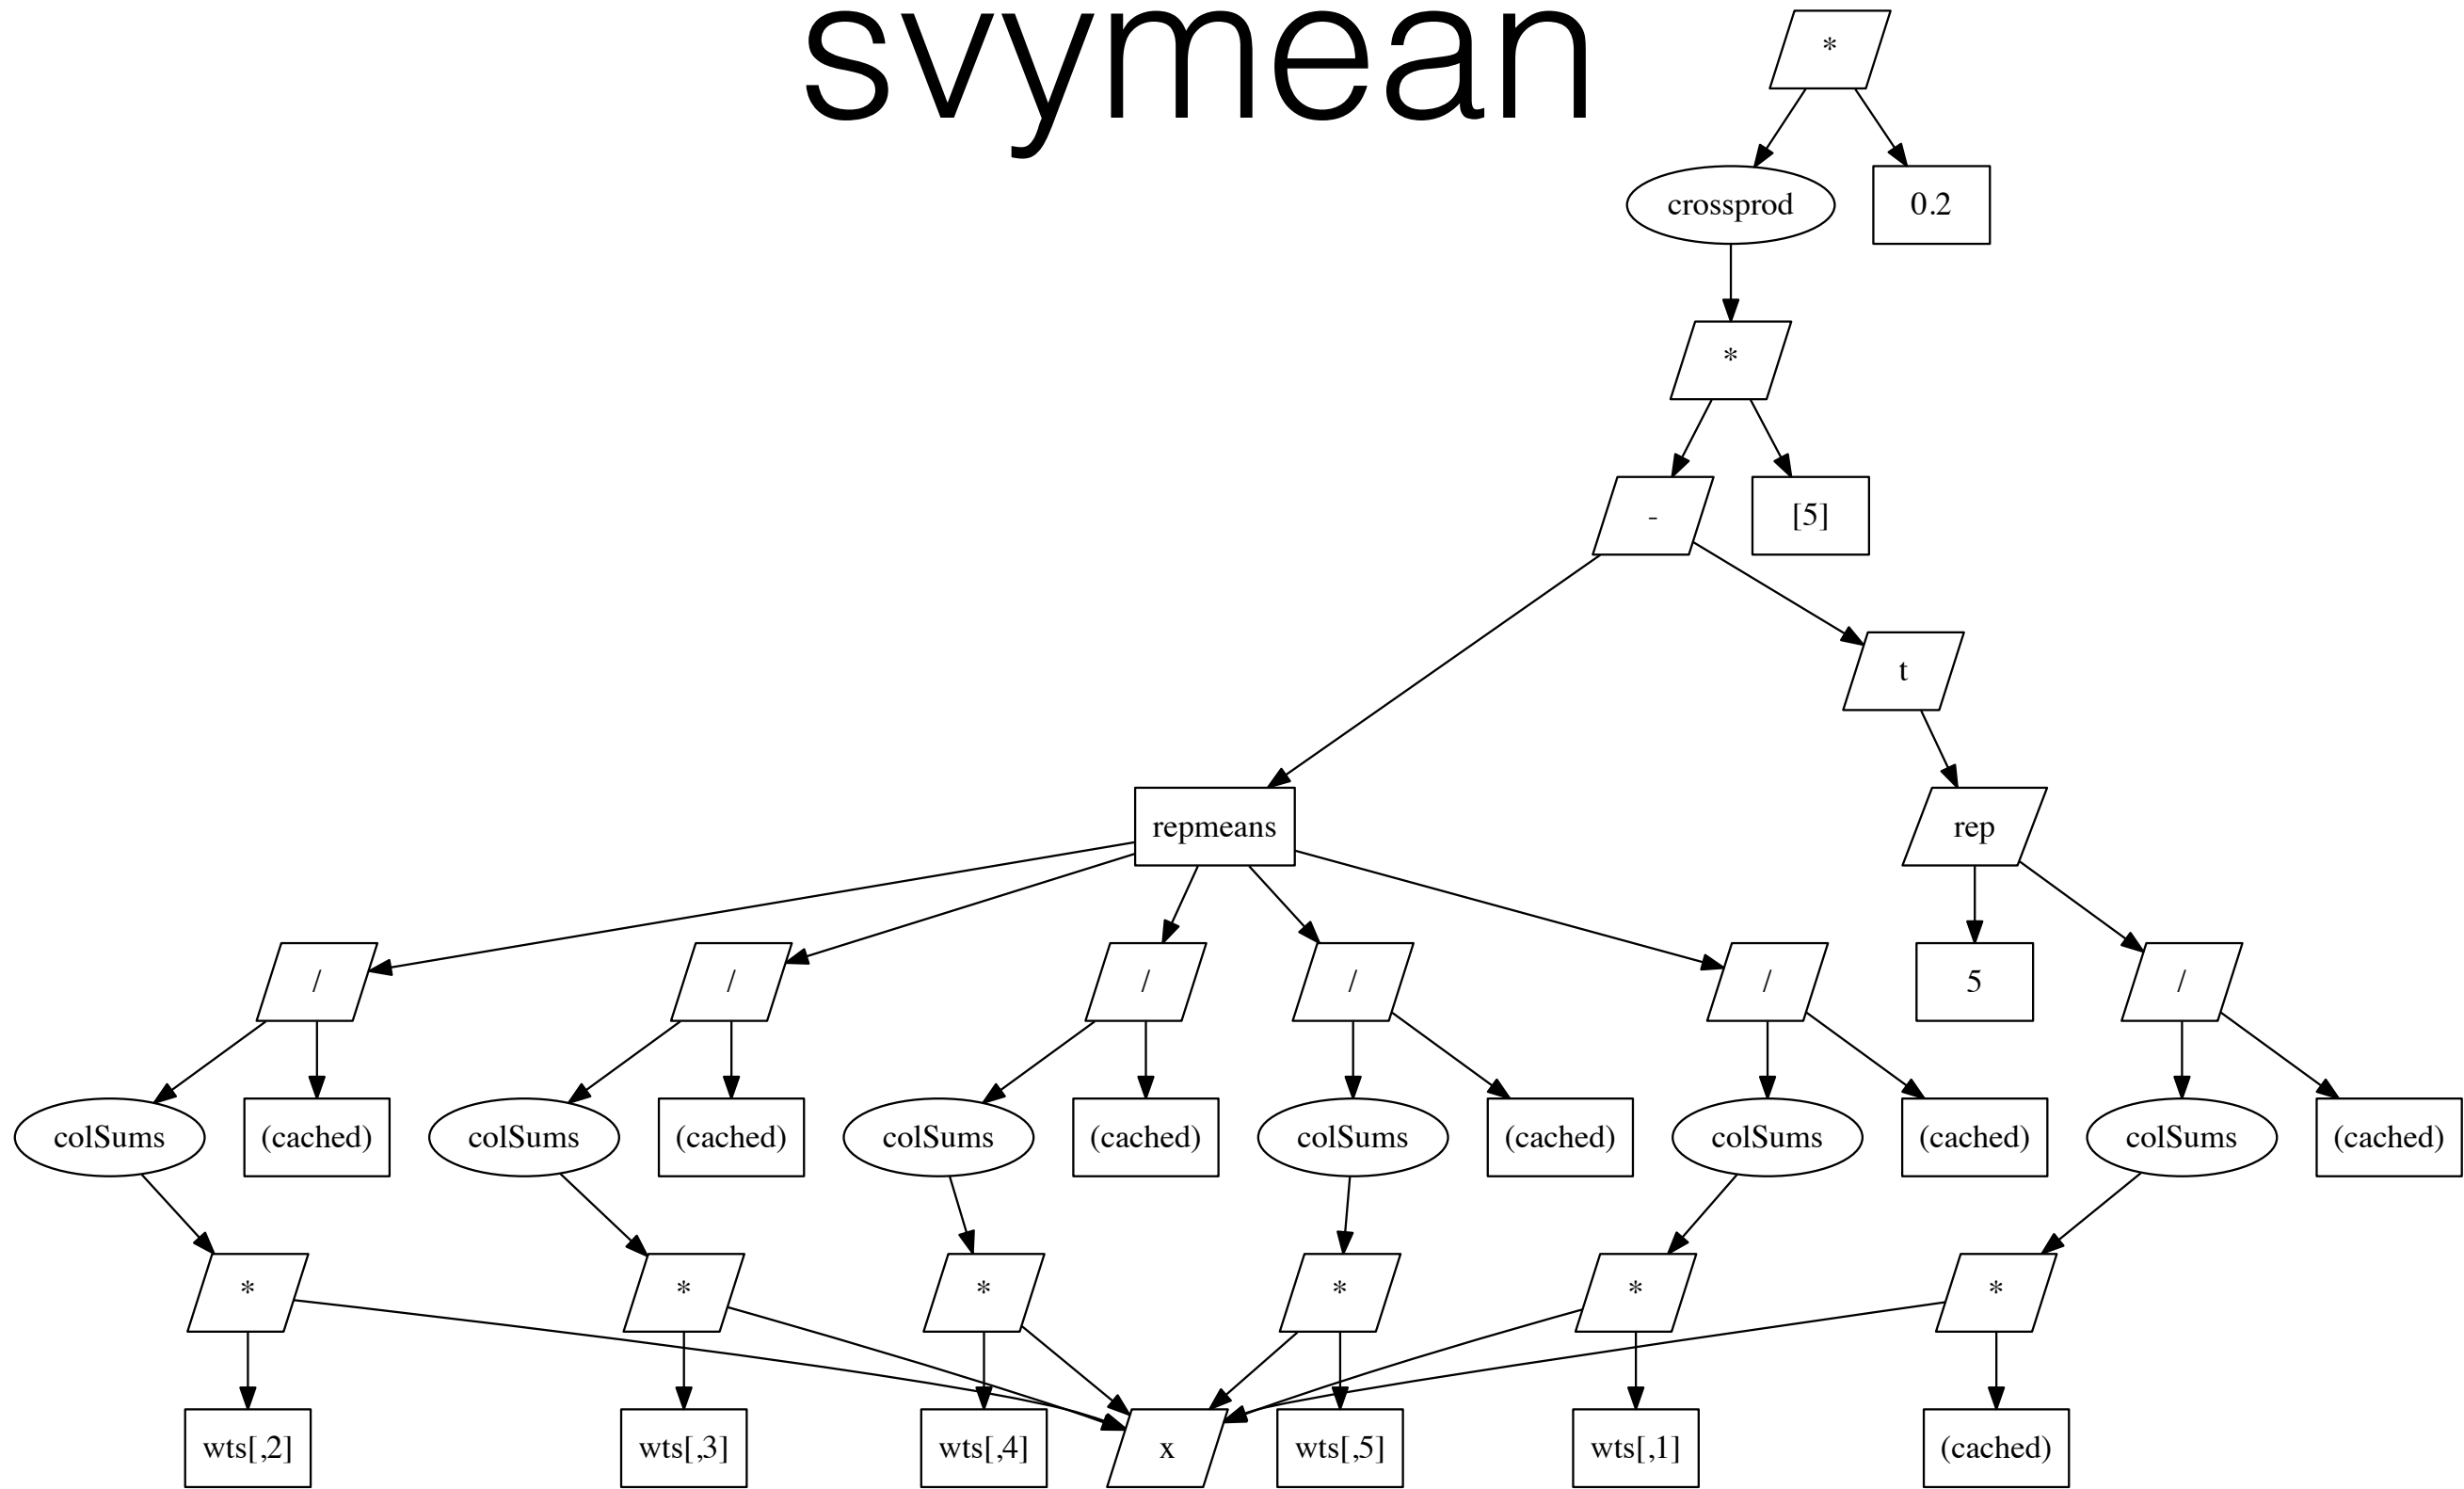 svymean
*
crossprod
0.2
*
-
[5]
t
repmeans
rep
/
/
/
/
/
5
/
colSums
(cached)
colSums
(cached)
colSums
(cached)
colSums
(cached)
colSums
(cached)
colSums
(cached)
*
*
*
*
*
*
wts[,2]
wts[,3]
wts[,4]
x
wts[,5]
wts[,1]
(cached)